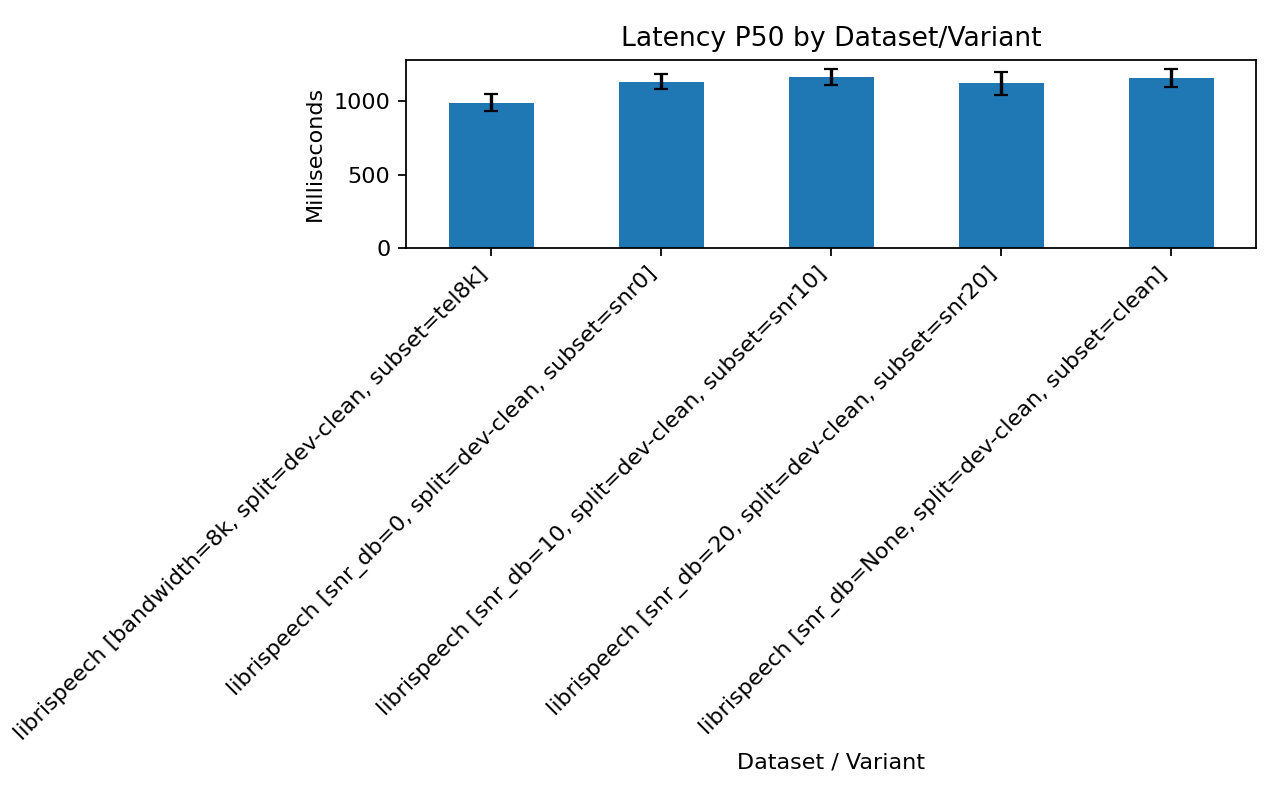 Latency P50 by Dataset/Variant
Milliseconds
1000
500
0
librispeech [bandwidth=8k, split=dev-clean, subset=tel8k]
librispeech [snr_db=0, split=dev-clean, subset=snr0]
librispeech [snr_db=10, split=dev-clean, subset=snr10]
librispeech [snr_db=20, split=dev-clean, subset=snr20]
librispeech [snr_db=None, split=dev-clean, subset=clean]
Dataset / Variant